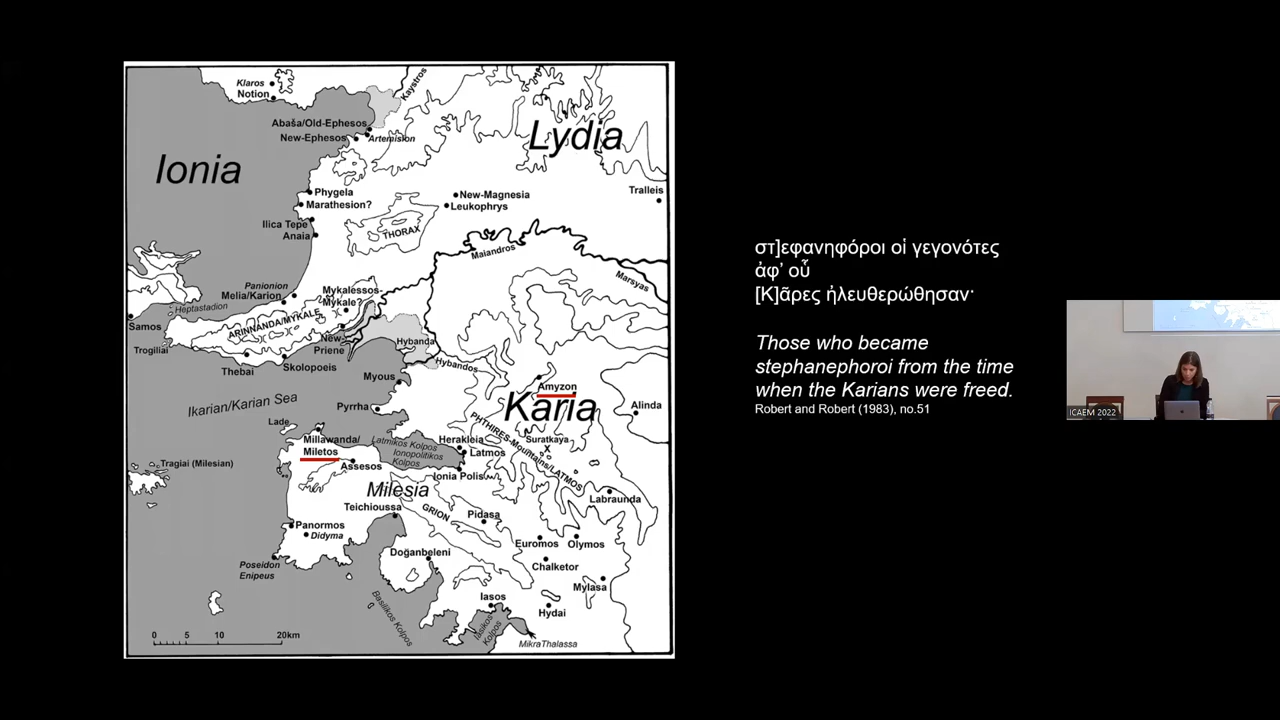 Klaros
Notion
Kaystros
Abaša/Old-Ephesos
New-Ephesos
Artemision
Lydia
Ionia
Phygela
Marathesion?
New-Magnesia
Leukophrys
Tralleis
Ilica Tepe
Anaia
THORAX
Maiandros
Marsyas
Panionion
Melia/Karion
Mykalessos-
Mykale?
Heptastadion
ARINNANDA/MYKALE
Samos
Trogiliai
New-
Priene
Hybanda
Thebai
Skolopoeis
Hybandos
Myous
Amyzon
Karia
Pyrrha
Alinda
Ikarian/Karian Sea
Lade
Millawanda/
Miletos
Latmikos Kolpos
Ionopolitikos
Kolpos
Herakleia
Latmos
Suratkaya
PHTHIRES-Mountains/LATMOS
Tragiai (Milesian)
Assesos
Ionia Polis
Milesia
Labraunda
Teichioussa
GRION
Pidasa
Panormos
Didyma
Euromos
Olymos
Doğanbeleni
Chalketor
Poseidon
Enipeus
Mylasa
Basilikos Kolpos
Iasos
Iasikos
Kolpos
Hydai
MikraThalassa
0 5 10 20km
στ]εφανηφόροι οἱ γεγονότες
ἀφ’ οὗ
[Κ]ᾶρες ἠλευθερώθησαν·
Those who became
stephanephoroi from the time
when the Karians were freed.
Robert and Robert (1983), no.51
ICAEM 2022